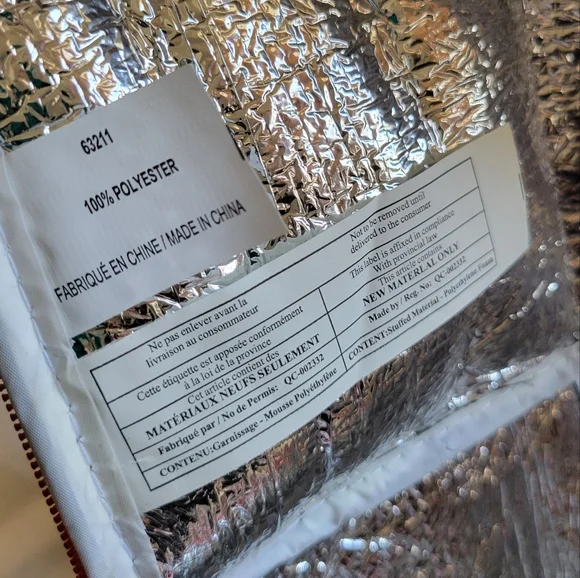 63211
100% POLYESTER
FABRIQUÉ EN CHINE / MADE IN CHINA
Ne pas enlever avant la
livraison au consommateur
Cette étiquette est apposée conformément
à la loi de la province
Cet article contient des
MATÉRIAUX NEUFS SEULEMENT
Fabriqué par / No de Permis: QC-002332
CONTENU:Garnissage - Mousse Polyéthylène
Not to be removed until
delivered to the consumer
This label is affixed in compliance
With provincial law
This article contains
NEW MATERLAL ONLY
Made by / Reg. No: QC-002332
CONTENT:Stuffed Material - Polyethylene Foam